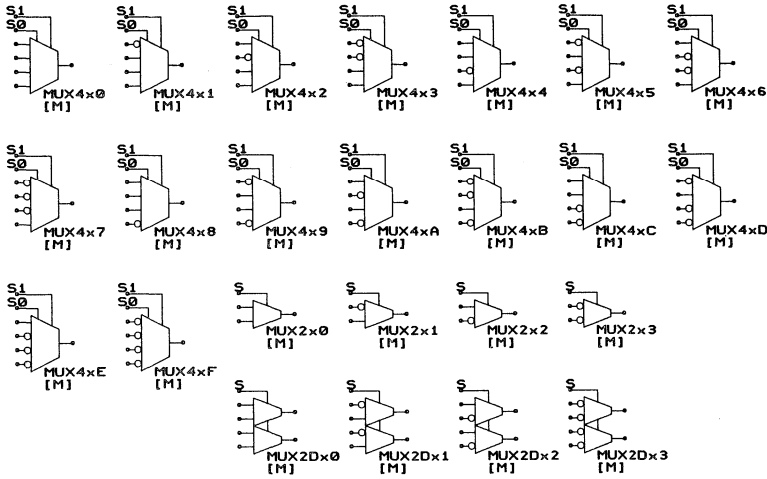 S1 S1 S1 S1 S1 S1 S1
S0 S0 S0 S0 S0 S0 S0
MUX4x0 MUX4x1 MUX4x2 MUX4x3 MUX4x4 MUX4x5 MUX4x6
[M] [M] [M] [M] [M] [M] [M]
S1 S1 S1 S1 S1 S1 S1
S0 S0 S0 S0 S0 S0 S0
MUX4x7 MUX4x8 MUX4x9 MUX4xA MUX4xB MUX4xC MUX4xD
[M] [M] [M] [M] [M] [M] [M]
S1 S1 S S S S
S0 S0
MUX2x0 MUX2x1 MUX2x2 MUX2x3
[M] [M] [M] [M]
MUX4xE MUX4xF
[M] [M]
S S S S
MUX2Dx0 MUX2Dx1 MUX2Dx2 MUX2Dx3
[M] [M] [M] [M]